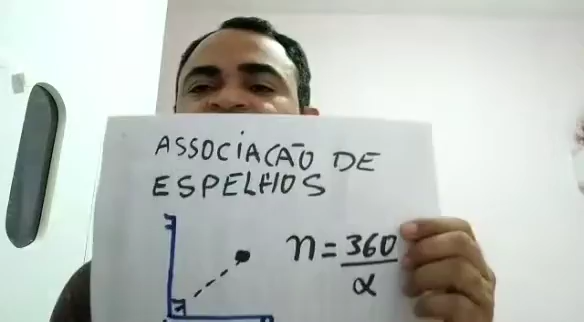 ASSOCIACÃO DE
ESPELHOS
n = 360
α